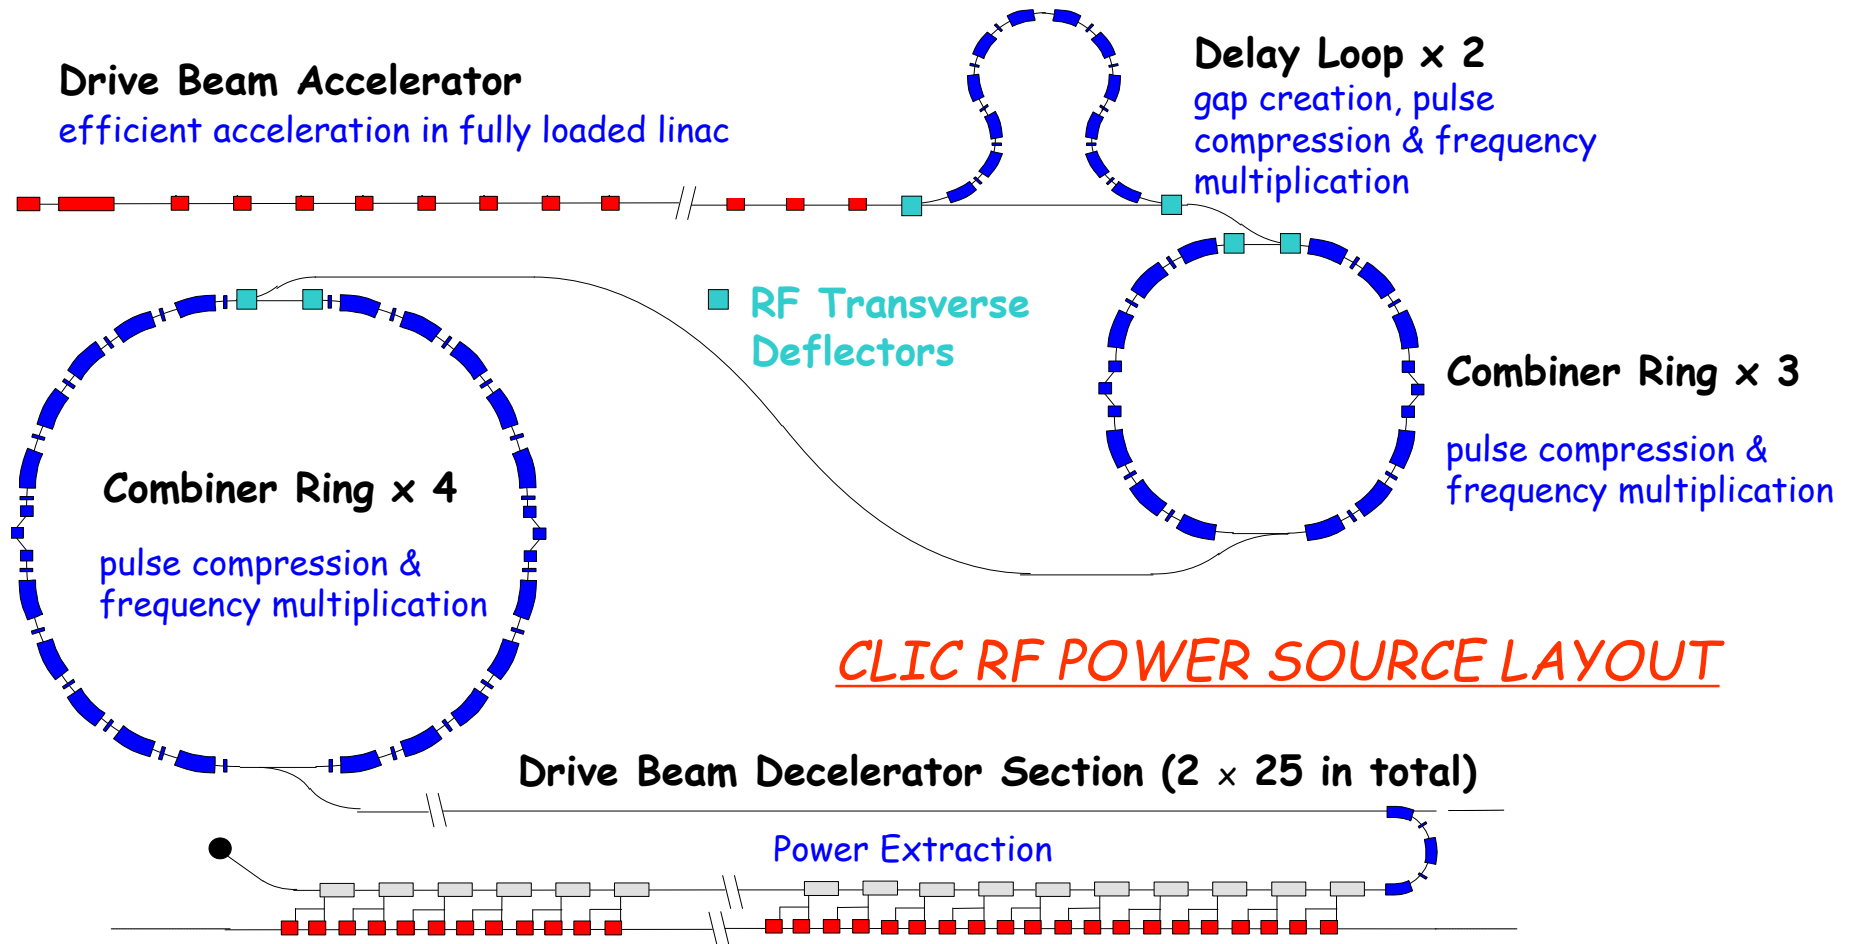 Drive Beam Accelerator
efficient acceleration in fully loaded linac
Delay Loop x 2
gap creation, pulse
compression & frequency
multiplication
RF Transverse
Deflectors
Combiner Ring x 3
pulse compression &
frequency multiplication
Combiner Ring x 4
pulse compression &
frequency multiplication
CLIC RF POWER SOURCE LAYOUT
Drive Beam Decelerator Section (2 x 25 in total)
Power Extraction